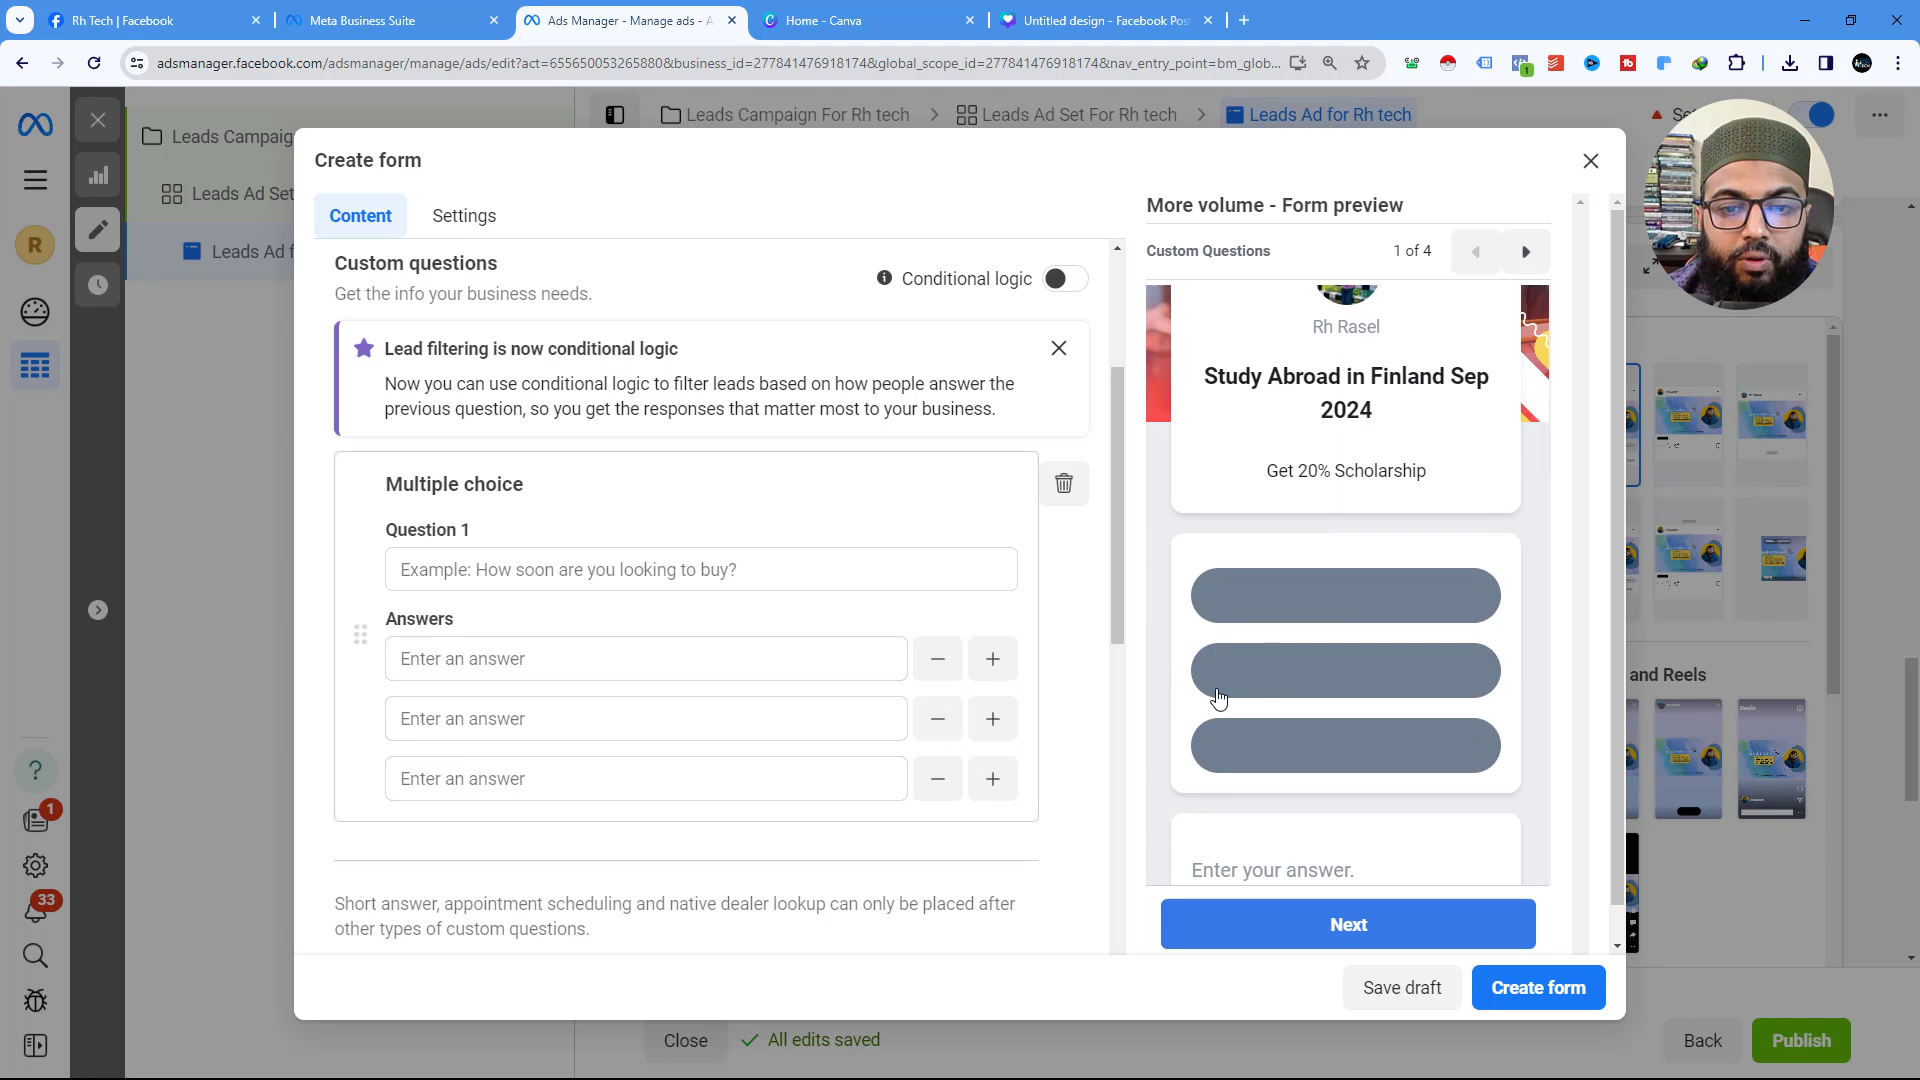 Rh Tech | Facebook
Meta Business Suite
Ads Manager - Manage ads - A
Home - Canva
Untitled design - Facebook Pos
adsmanager.facebook.com/adsmanager/manage/ads/edit?act=655650053265880&business_id=277841476918174&global_scope_id=277841476918174&nav_entry_point=bm_glob...
Leads Campaign
Leads Ad Set
Leads Ad f
R
1
33
Leads Campaign For Rh tech
Leads Ad Set For Rh tech
Leads Ad for Rh tech
Create form
Content
Settings
Custom questions
Get the info your business needs.
Conditional logic
Lead filtering is now conditional logic
Now you can use conditional logic to filter leads based on how people answer the
previous question, so you get the responses that matter most to your business.
Multiple choice
Question 1
Example: How soon are you looking to buy?
Answers
Enter an answer
Enter an answer
Enter an answer
Short answer, appointment scheduling and native dealer lookup can only be placed after
other types of custom questions.
More volume - Form preview
Custom Questions
1 of 4
Rh Rasel
Study Abroad in Finland Sep
2024
Get 20% Scholarship
Enter your answer.
Next
Save draft
Create form
and Reels
Close
All edits saved
Back
Publish